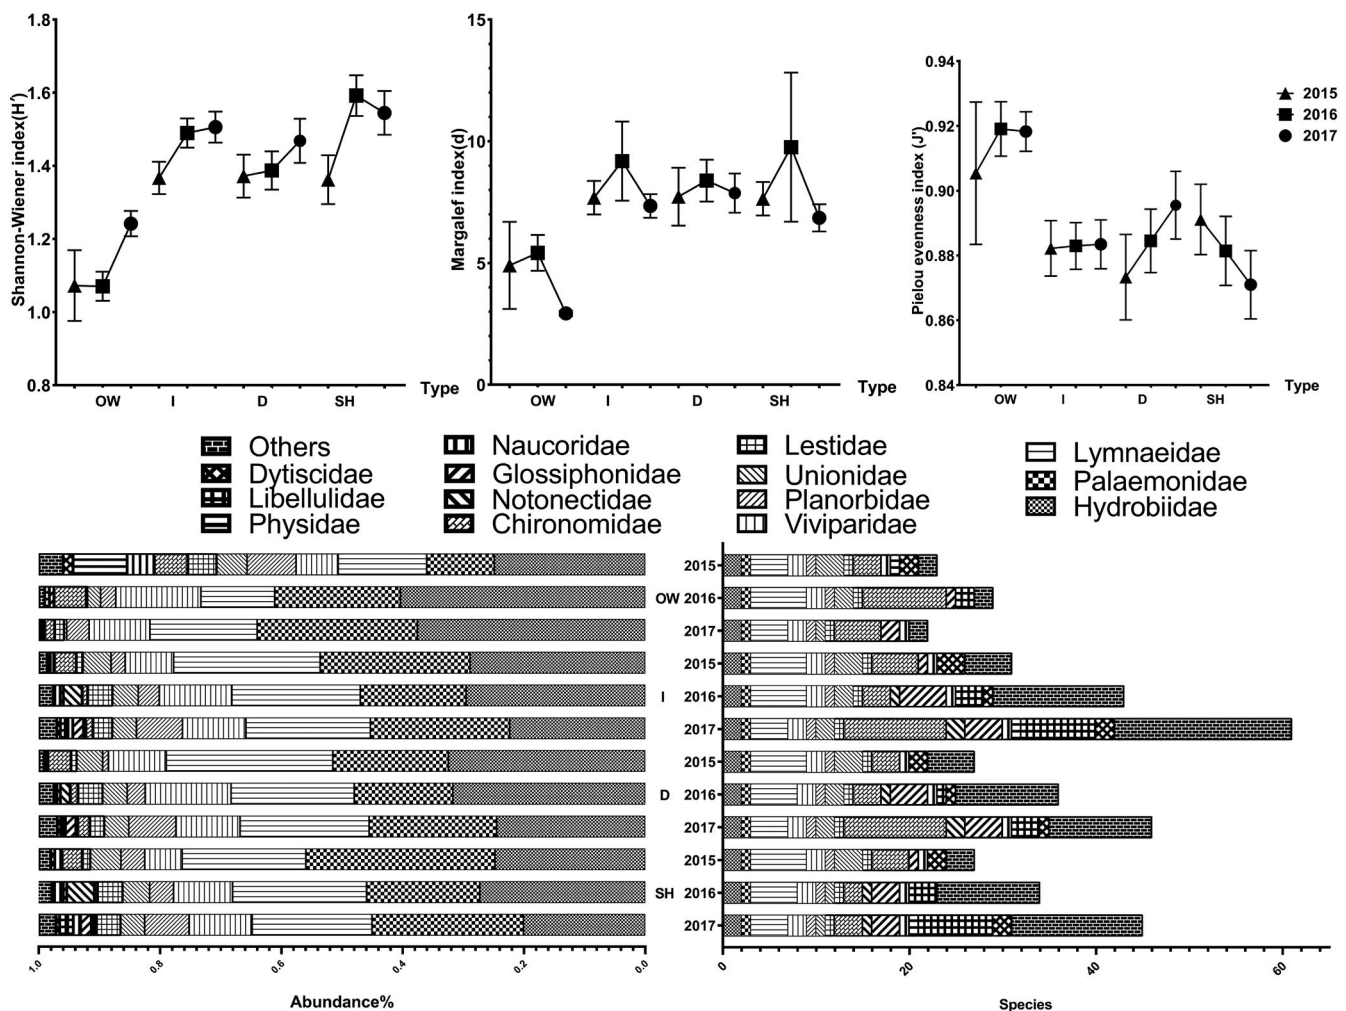 Shannon-Wiener index(H´)
1.8
1.6
1.4
1.2
1.0
0.8
OW I D SH
Type
Margalef index(d)
15
10
5
0
OW I D SH
Type
Pielou evenness index (J')
0.94
0.92
0.90
0.88
0.86
0.84
OW I D SH
Type
2015
2016
2017
Others
Dytiscidae
Libellulidae
Physidae
Naucoridae
Glossiphonidae
Notonectidae
Chironomidae
Lestidae
Unionidae
Planorbidae
Viviparidae
Lymnaeidae
Palaemonidae
Hydrobiidae
2015
OW 2016
2017
2015
I 2016
2017
2015
D 2016
2017
2015
SH 2016
2017
1.0 0.8 0.6 0.4 0.2 0.0
Abundance%
0 20 40 60
Species